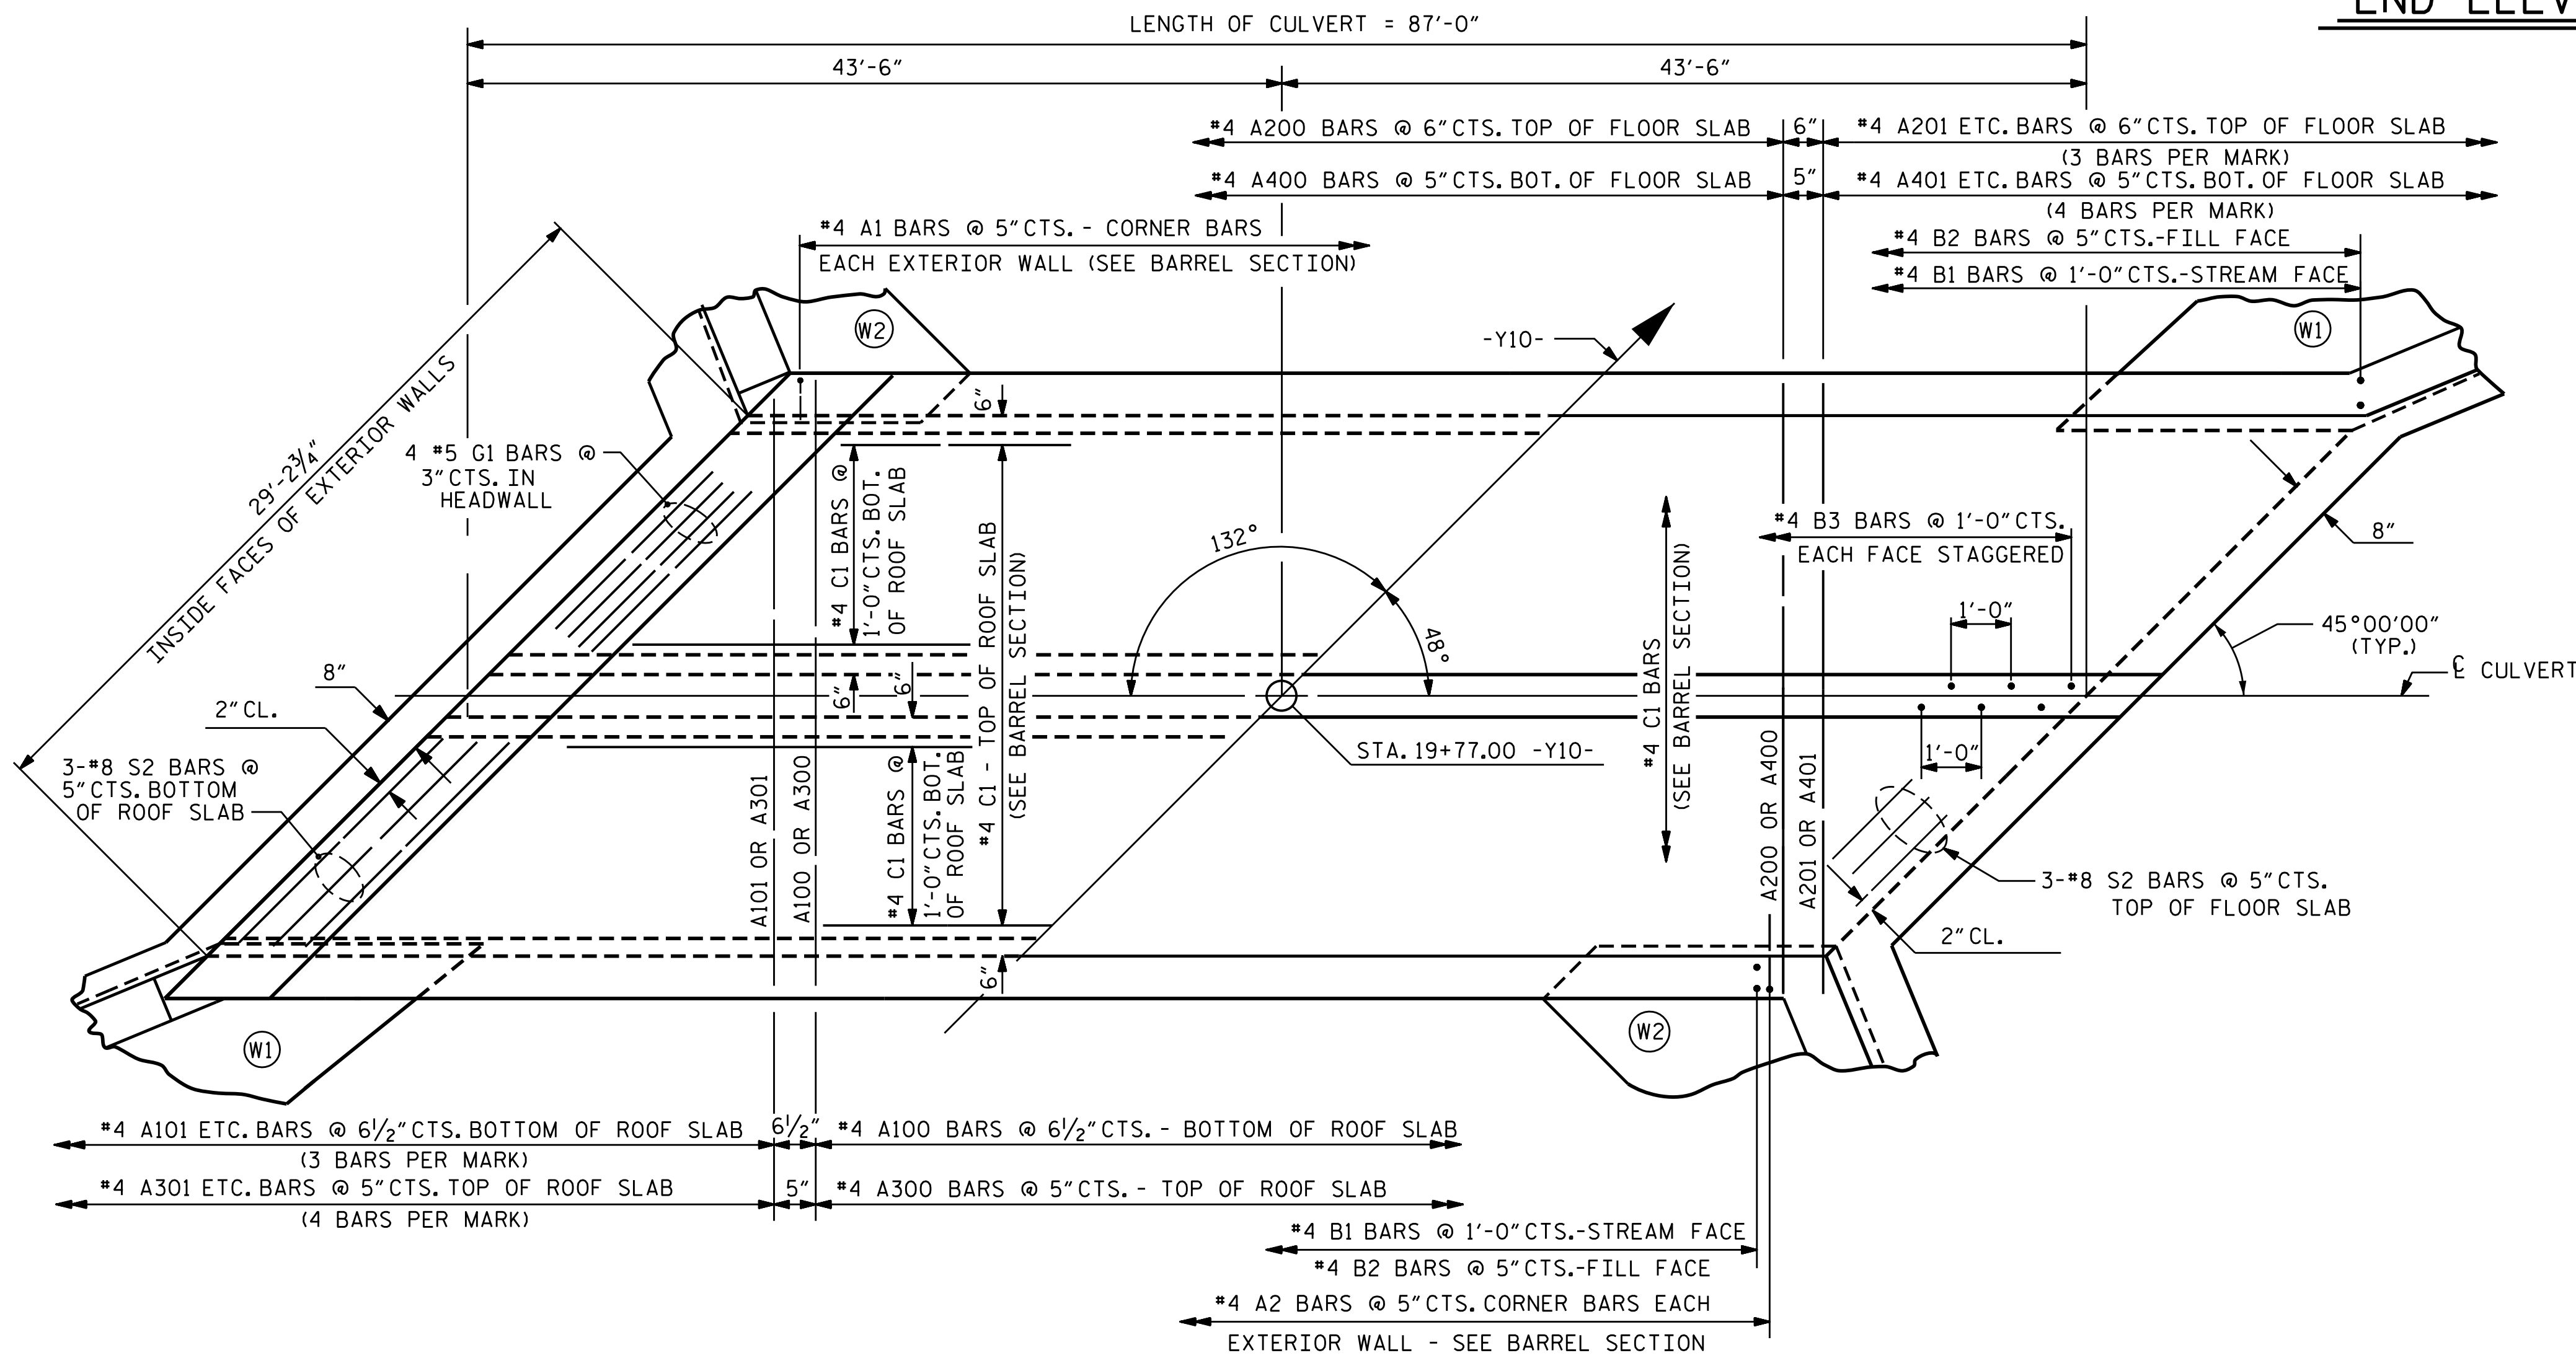 END ELEV
LENGTH OF CULVERT = 87'-0"
43'-6"
43'-6"
#4 A200 BARS @ 6"CTS. TOP OF FLOOR SLAB
6"
#4 A201 ETC. BARS @ 6"CTS. TOP OF FLOOR SLAB
(3 BARS PER MARK)
#4 A400 BARS @ 5"CTS. BOT. OF FLOOR SLAB
5"
#4 A401 ETC. BARS @ 5"CTS. BOT. OF FLOOR SLAB
(4 BARS PER MARK)
#4 A1 BARS @ 5"CTS. - CORNER BARS
EACH EXTERIOR WALL (SEE BARREL SECTION)
#4 B2 BARS @ 5"CTS.-FILL FACE
#4 B1 BARS @ 1'-0"CTS.-STREAM FACE
W2
-Y10-
W1
29'-2¾"
INSIDE FACES OF EXTERIOR WALLS
6"
4 #5 G1 BARS @
3"CTS. IN
HEADWALL
#4 C1 BARS @
1'-0"CTS. BOT.
OF ROOF SLAB
#4 C1 - TOP OF ROOF SLAB
(SEE BARREL SECTION)
132°
48°
#4 C1 BARS
(SEE BARREL SECTION)
#4 B3 BARS @ 1'-0"CTS.
EACH FACE STAGGERED
8"
1'-0"
45°00'00"
(TYP.)
℄ CULVERT
8"
2"CL.
6"
6"
STA. 19+77.00 -Y10-
1'-0"
3-#8 S2 BARS @
5"CTS. BOTTOM
OF ROOF SLAB
A101 OR A301
A100 OR A300
#4 C1 BARS @
1'-0"CTS. BOT.
OF ROOF SLAB
A200 OR A400
A201 OR A401
3-#8 S2 BARS @ 5"CTS.
TOP OF FLOOR SLAB
2"CL.
6"
W1
W2
#4 A101 ETC. BARS @ 6½"CTS. BOTTOM OF ROOF SLAB
(3 BARS PER MARK)
6½"
#4 A100 BARS @ 6½"CTS. - BOTTOM OF ROOF SLAB
#4 A301 ETC. BARS @ 5"CTS. TOP OF ROOF SLAB
(4 BARS PER MARK)
5"
#4 A300 BARS @ 5"CTS. - TOP OF ROOF SLAB
#4 B1 BARS @ 1'-0"CTS.-STREAM FACE
#4 B2 BARS @ 5"CTS.-FILL FACE
#4 A2 BARS @ 5"CTS. CORNER BARS EACH
EXTERIOR WALL - SEE BARREL SECTION